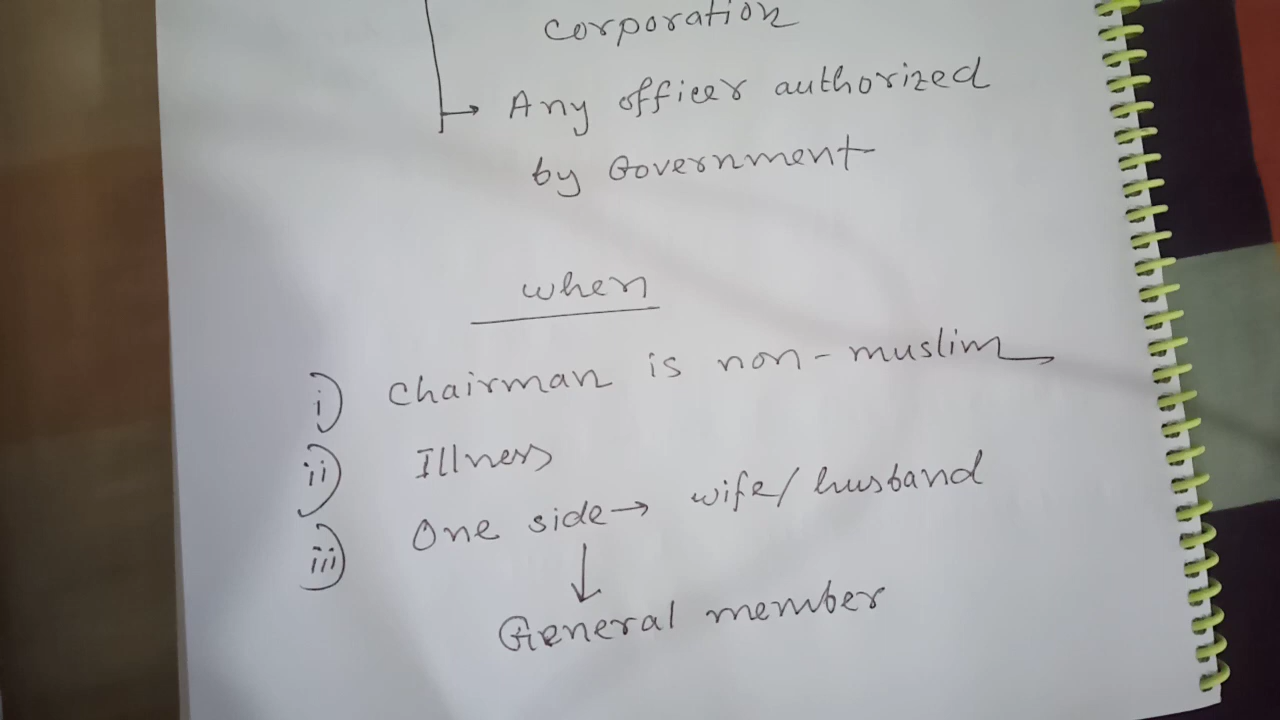 corporation
→ Any officer authorized
by Government
when
i) Chairman is non-muslim
ii) Illness
iii) One side → wife/husband
↓
General member